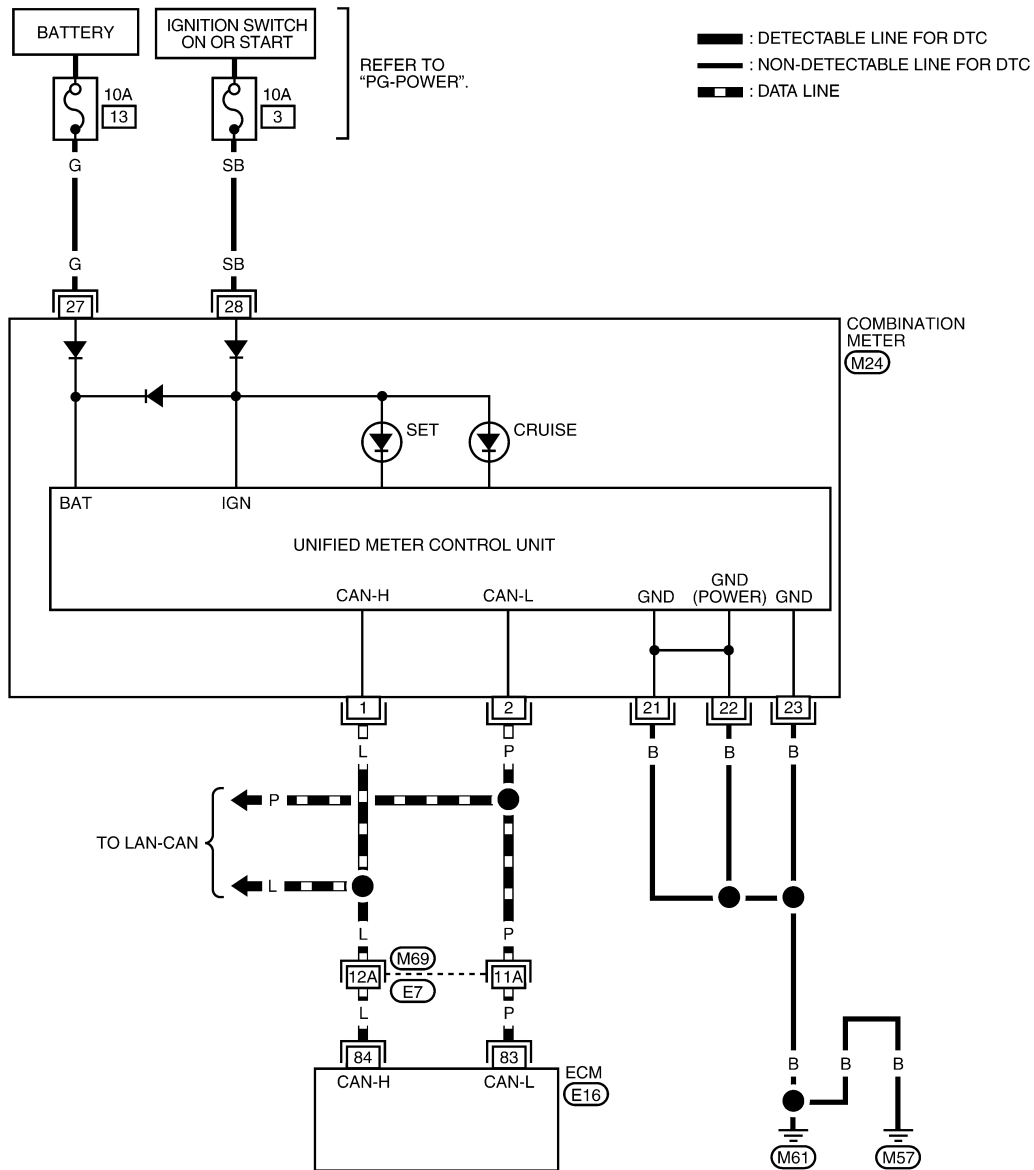 BATTERY
IGNITION SWITCH
ON OR START
REFER TO
"PG-POWER".
10A
13
10A
3
: DETECTABLE LINE FOR DTC
: NON-DETECTABLE LINE FOR DTC
: DATA LINE
G
SB
G
SB
27
28
COMBINATION
METER
M24
SET
CRUISE
BAT
IGN
UNIFIED METER CONTROL UNIT
CAN-H
CAN-L
GND
GND
(POWER)
GND
1
2
21
22
23
L
P
B
B
B
P
TO LAN-CAN
L
L
P
M69
12A
11A
E7
L
P
84
83
CAN-H
CAN-L
ECM
E16
B
B
B
M61
M57